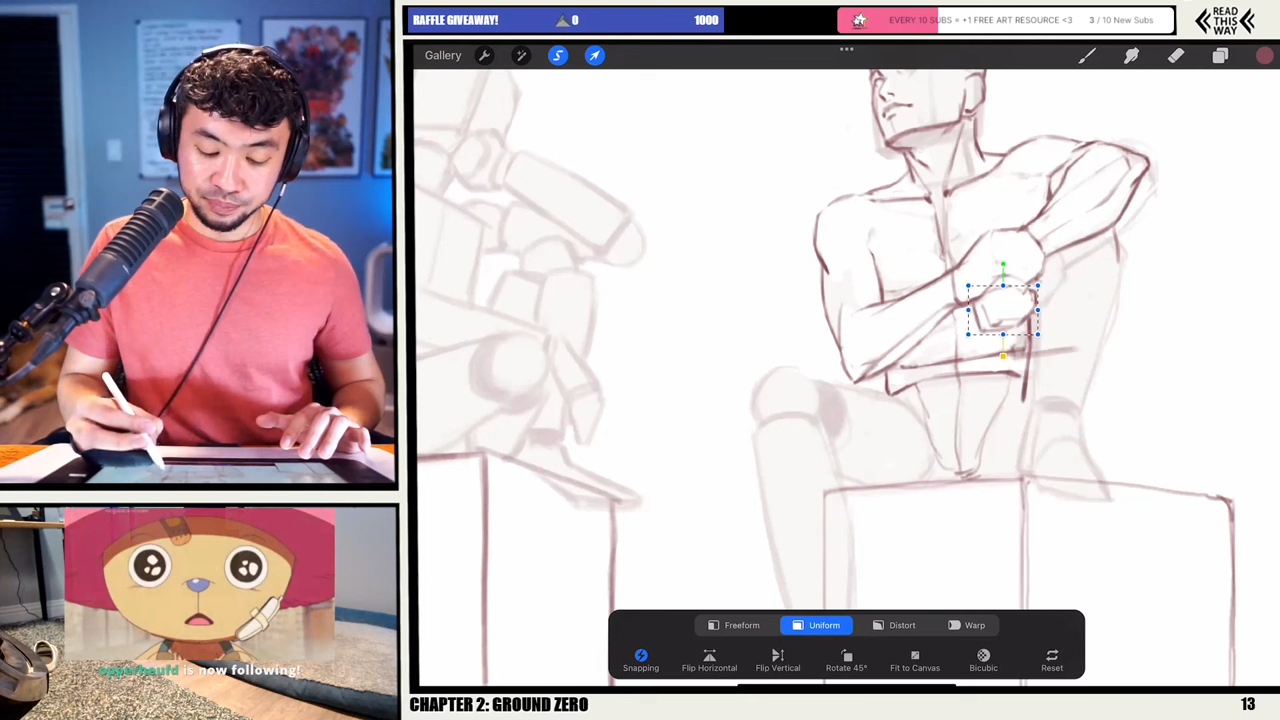 RAFFLE GIVEAWAY!
0
1000
EVERY 10 SUBS = +1 FREE ART RESOURCE <3
3 / 10 New Subs
READ
THIS
WAY
Gallery
S
Freeform
Uniform
Distort
Warp
Snapping
Flip Horizontal
Flip Vertical
Rotate 45°
Fit to Canvas
Bicubic
Reset
is now following!
CHAPTER 2: GROUND ZERO
13